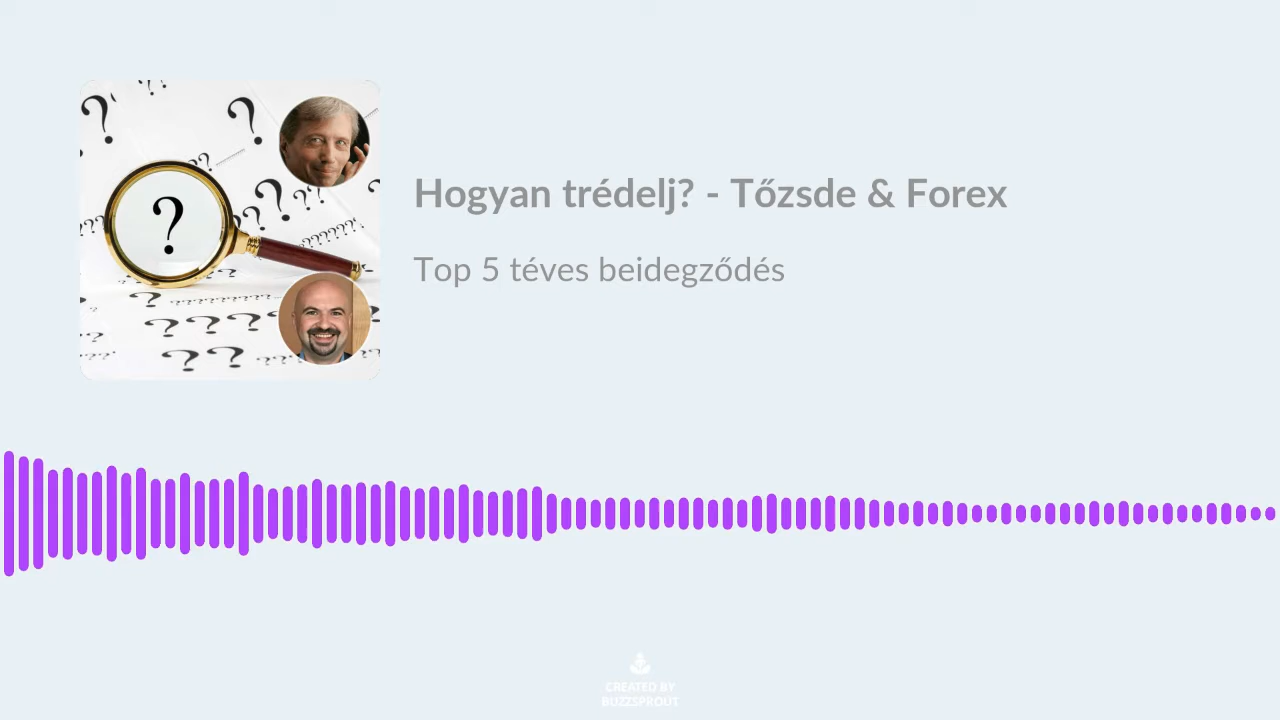 Hogyan trédelj? - Tőzsde & Forex
Top 5 téves beidegződés
CREATED BY
BUZZSPROUT